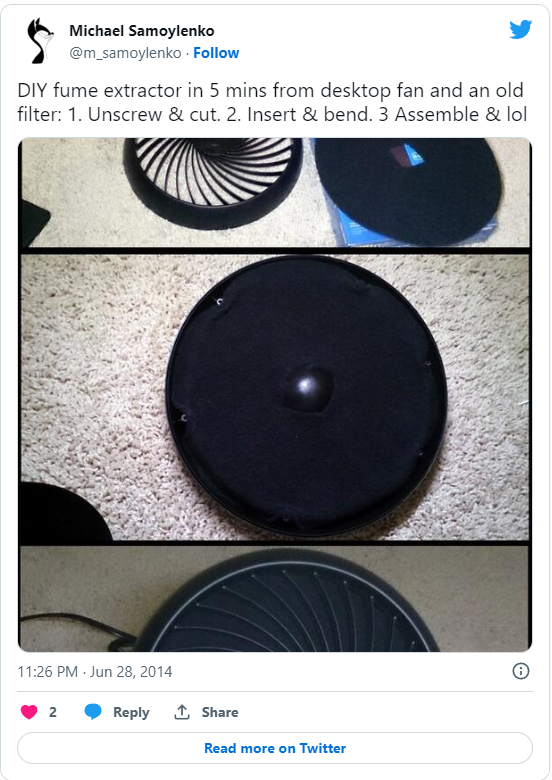 Michael Samoylenko
@m_samoylenko · Follow
DIY fume extractor in 5 mins from desktop fan and an old
filter: 1. Unscrew & cut. 2. Insert & bend. 3 Assemble & lol
11:26 PM · Jun 28, 2014
2 Reply Share
Read more on Twitter